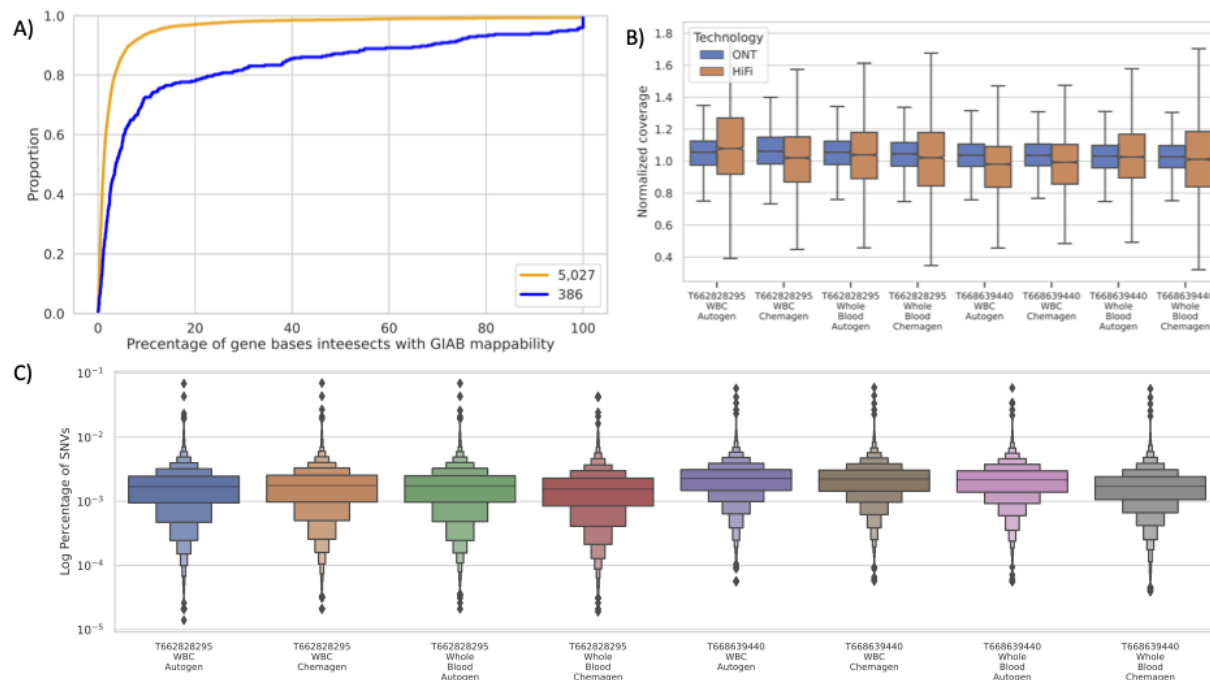 A)
1.0
0.8
0.6
0.4
0.2
0.0
Proportion
0
20
40
60
80
100
Precentage of gene bases inteesects with GIAB mappability
5,027
386
B)
Technology
ONT
HiFi
1.8
1.6
1.4
1.2
1.0
0.8
0.6
0.4
Normalized coverage
T662828295
WBC
Autogen
T662828295
WBC
Chemagen
T662828295
Whole
Blood
Autogen
T662828295
Whole
Blood
Chemagen
T668639440
WBC
Autogen
T668639440
WBC
Chemagen
T668639440
Whole
Blood
Autogen
T668639440
Whole
Blood
Chemagen
C)
10⁻¹
10⁻²
10⁻³
10⁻⁴
10⁻⁵
Log Percentage of SNVs
T662828295
WBC
Autogen
T662828295
WBC
Chemagen
T662828295
Whole
Blood
Autogen
T662828295
Whole
Blood
Chemagen
T668639440
WBC
Autogen
T668639440
WBC
Chemagen
T668639440
Whole
Blood
Autogen
T668639440
Whole
Blood
Chemagen